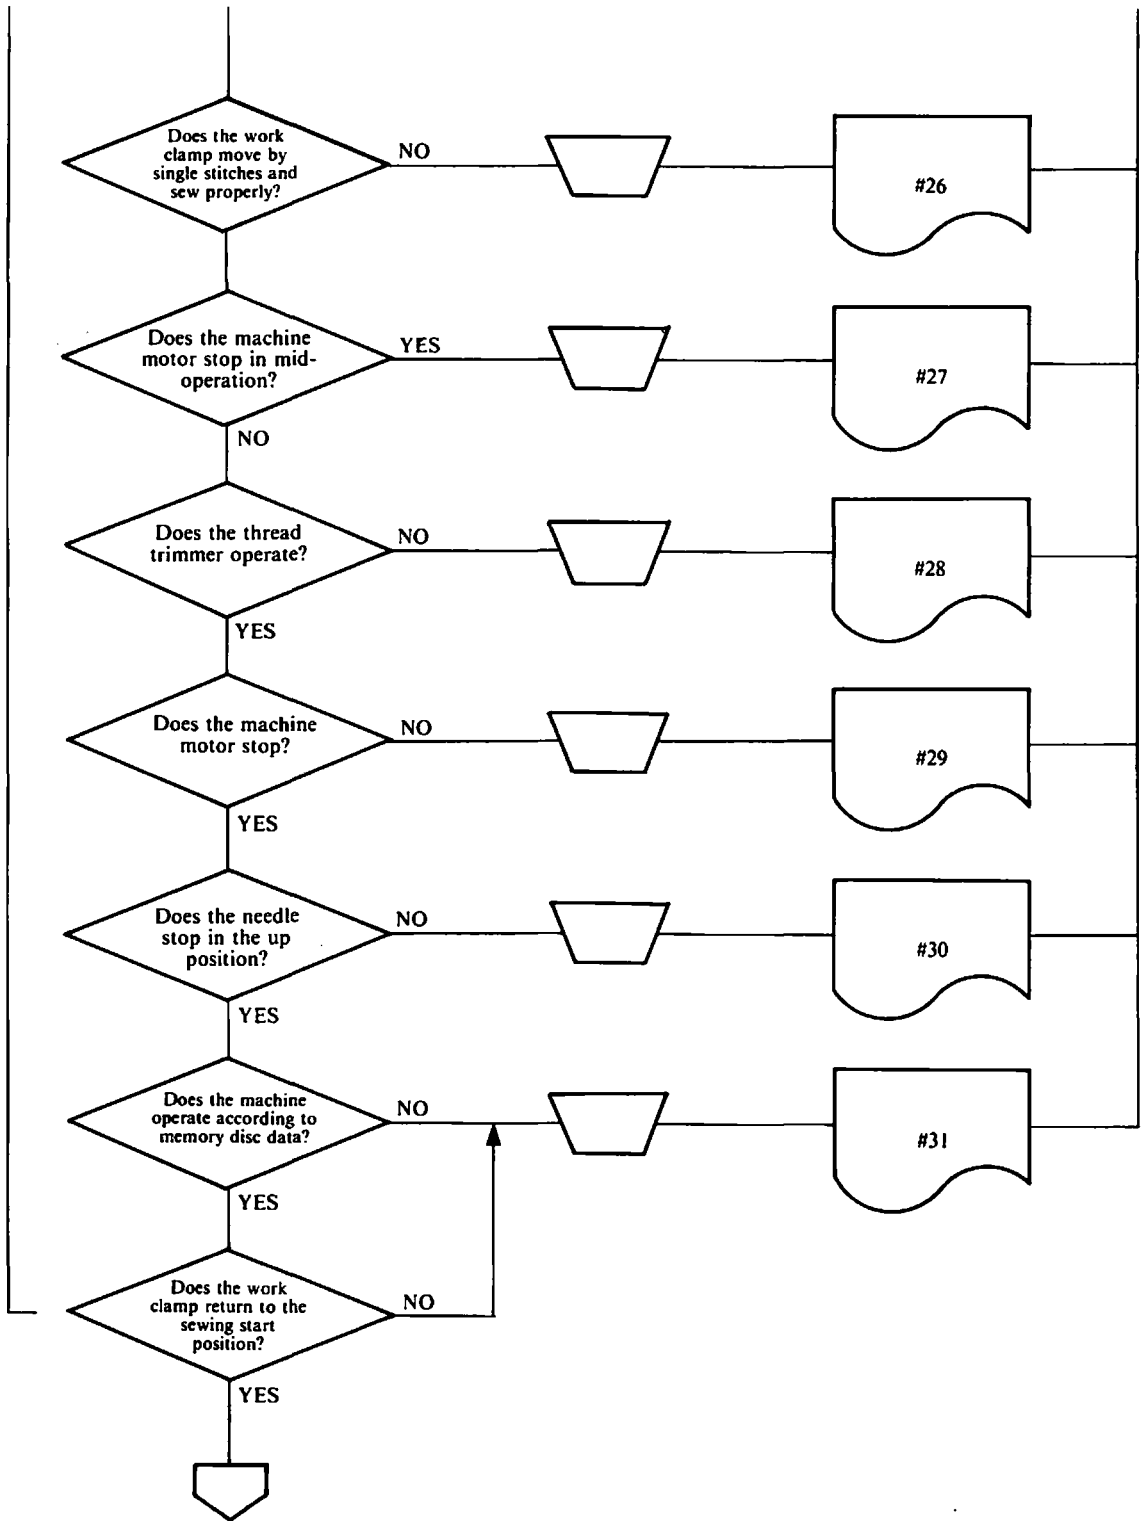 Does the work
clamp move by
single stitches and
sew properly?
NO
#26
Does the machine
motor stop in mid-
operation?
YES
#27
NO
Does the thread
trimmer operate?
NO
#28
YES
Does the machine
motor stop?
NO
#29
YES
Does the needle
stop in the up
position?
NO
#30
YES
Does the machine
operate according to
memory disc data?
NO
#31
YES
Does the work
clamp return to the
sewing start
position?
NO
YES